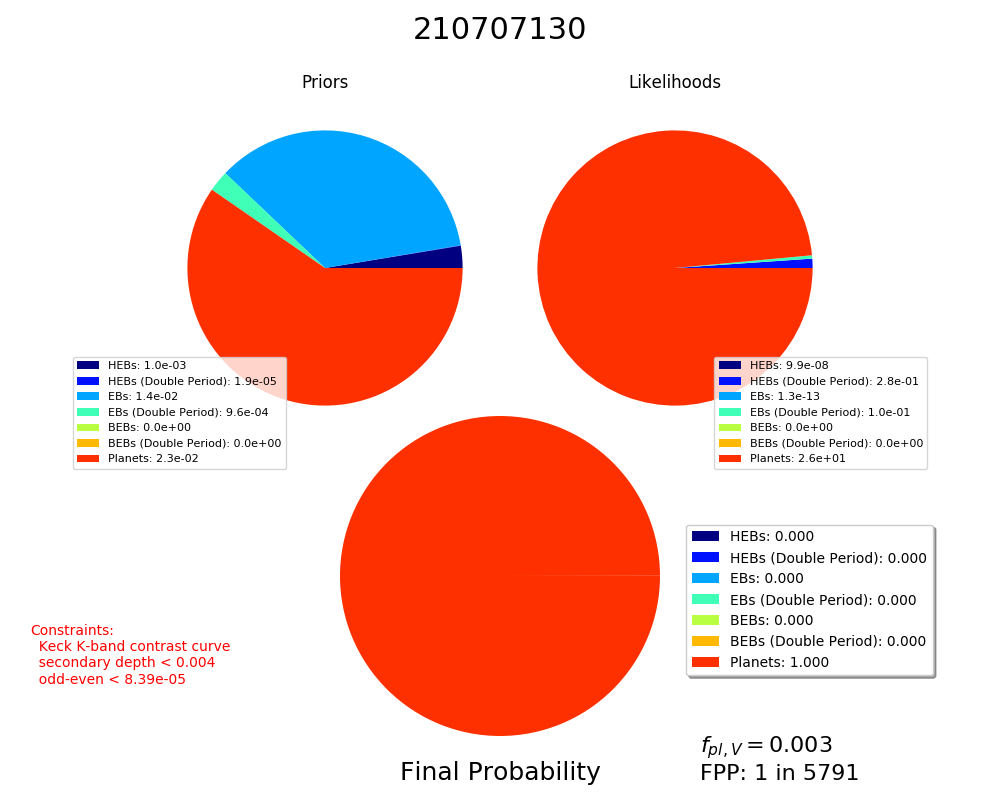 210707130
Priors
Likelihoods
HEBs: 1.0e-03
HEBs (Double Period): 1.9e-05
EBs: 1.4e-02
EBs (Double Period): 9.6e-04
BEBs: 0.0e+00
BEBs (Double Period): 0.0e+00
Planets: 2.3e-02
HEBs: 9.9e-08
HEBs (Double Period): 2.8e-01
EBs: 1.3e-13
EBs (Double Period): 1.0e-01
BEBs: 0.0e+00
BEBs (Double Period): 0.0e+00
Planets: 2.6e+01
HEBs: 0.000
HEBs (Double Period): 0.000
EBs: 0.000
EBs (Double Period): 0.000
BEBs: 0.000
BEBs (Double Period): 0.000
Planets: 1.000
Constraints:
Keck K-band contrast curve
secondary depth < 0.004
odd-even < 8.39e-05
f_{pl, V} = 0.003
FPP: 1 in 5791
Final Probability